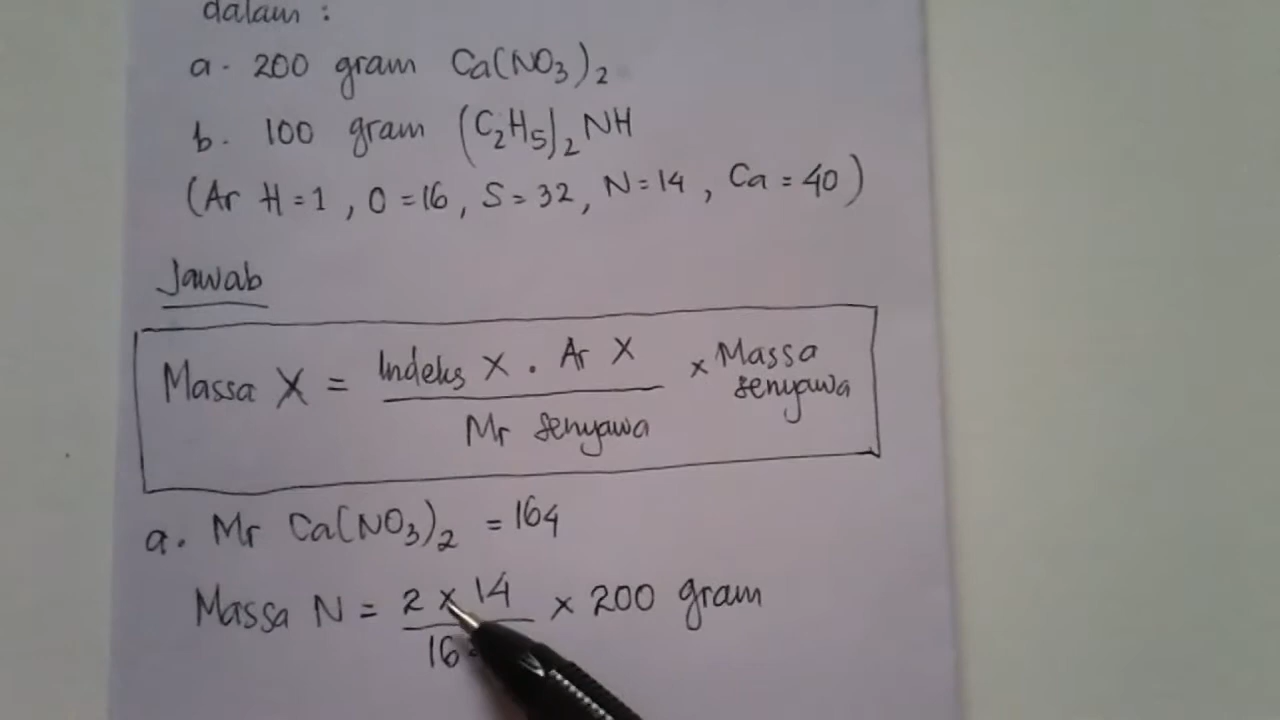 dalam :
a. 200 gram Ca(NO₃)₂
b. 100 gram (C₂H₅)₂NH
(Ar H = 1 , O = 16 , S = 32 , N = 14 , Ca = 40 )
Jawab
Massa X = Indeks X . Ar X / Mr senyawa × Massa senyawa
a. Mr Ca(NO₃)₂ = 164
Massa N = 2 × 14 / 16 × 200 gram